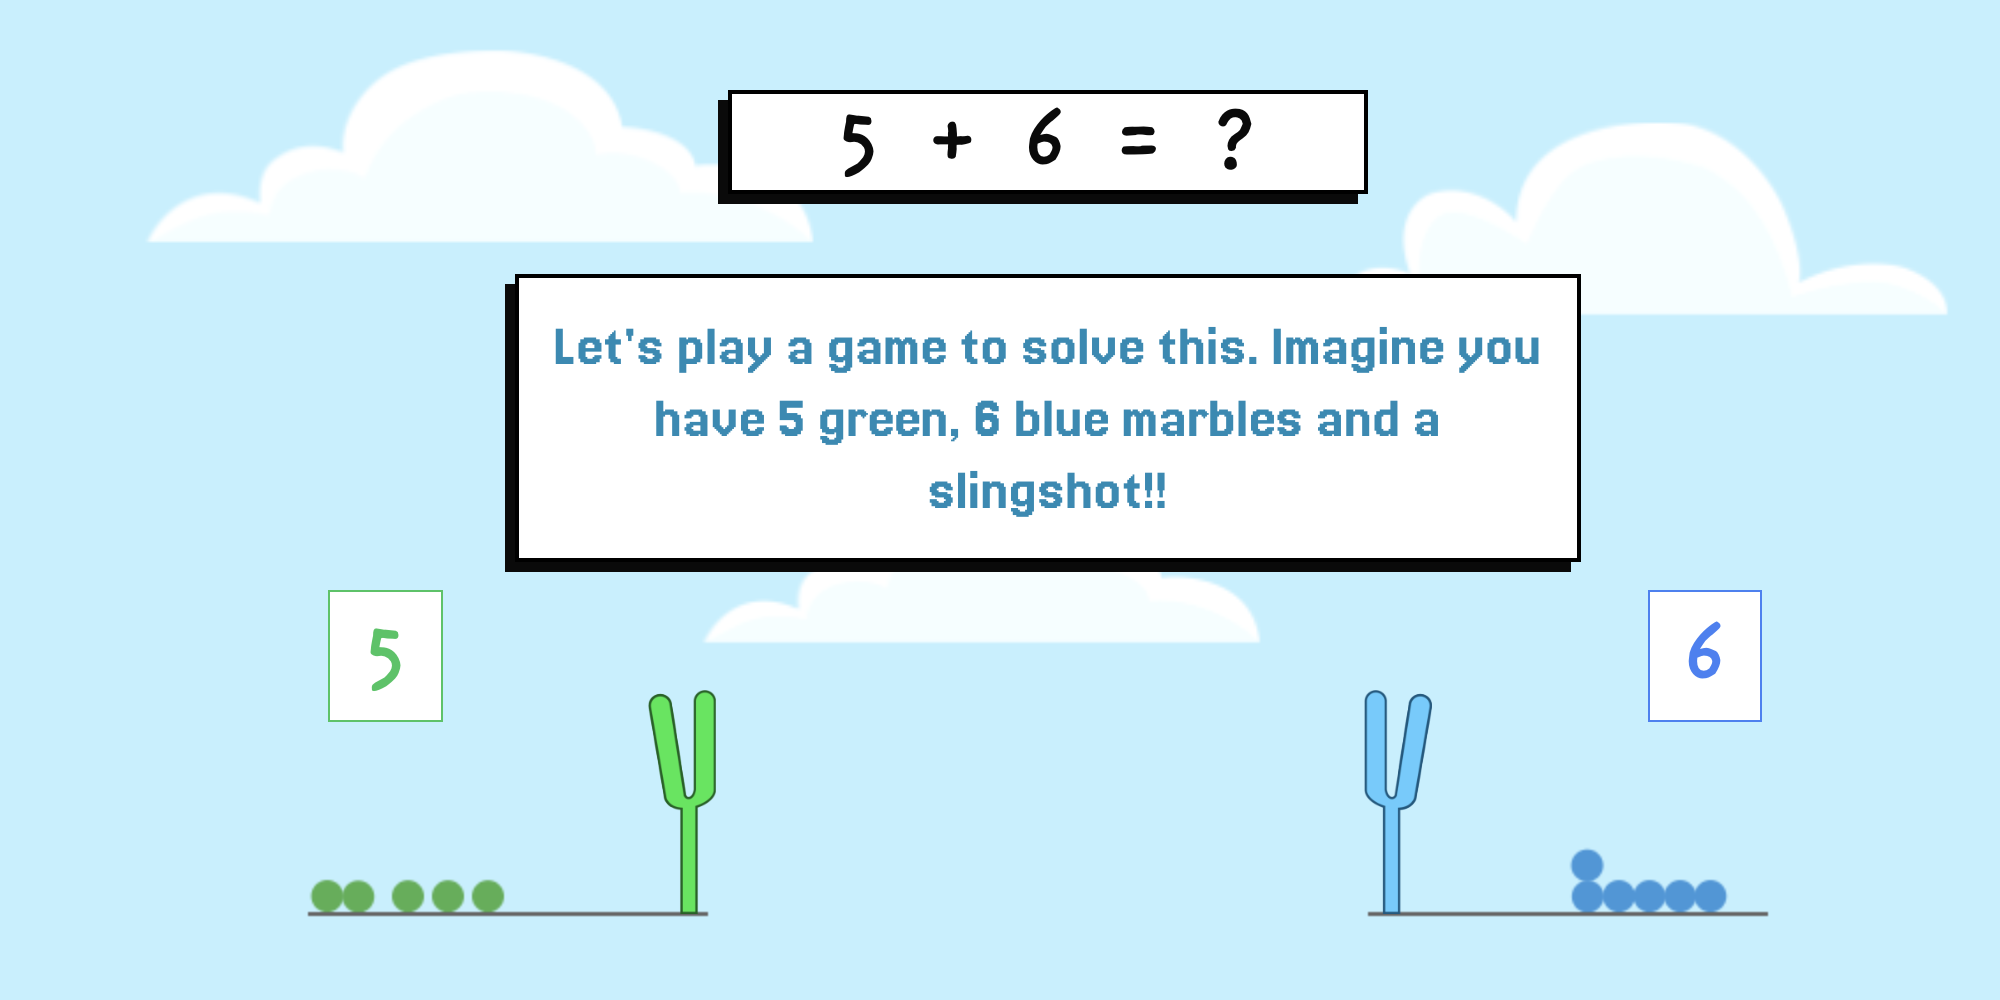 5 + 6 = ?
Let's play a game to solve this. Imagine you
have 5 green, 6 blue marbles and a
slingshot!!
5
6